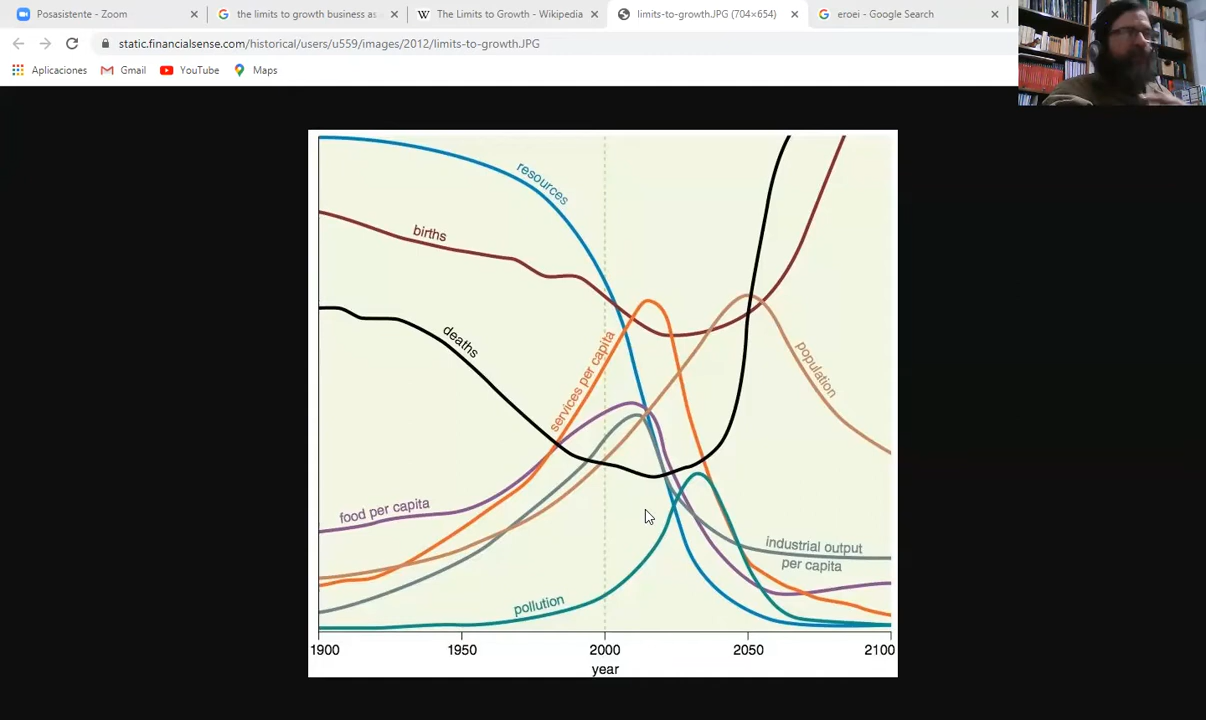 Posasistente - Zoom
the limits to growth business as
The Limits to Growth - Wikipedia
limits-to-growth.JPG (704×654)
eroei - Google Search
static.financialsense.com/historical/users/u559/images/2012/limits-to-growth.JPG
Aplicaciones
Gmail
YouTube
Maps
resources
births
deaths
services per capita
population
food per capita
industrial output
per capita
pollution
1900
1950
2000
2050
2100
year